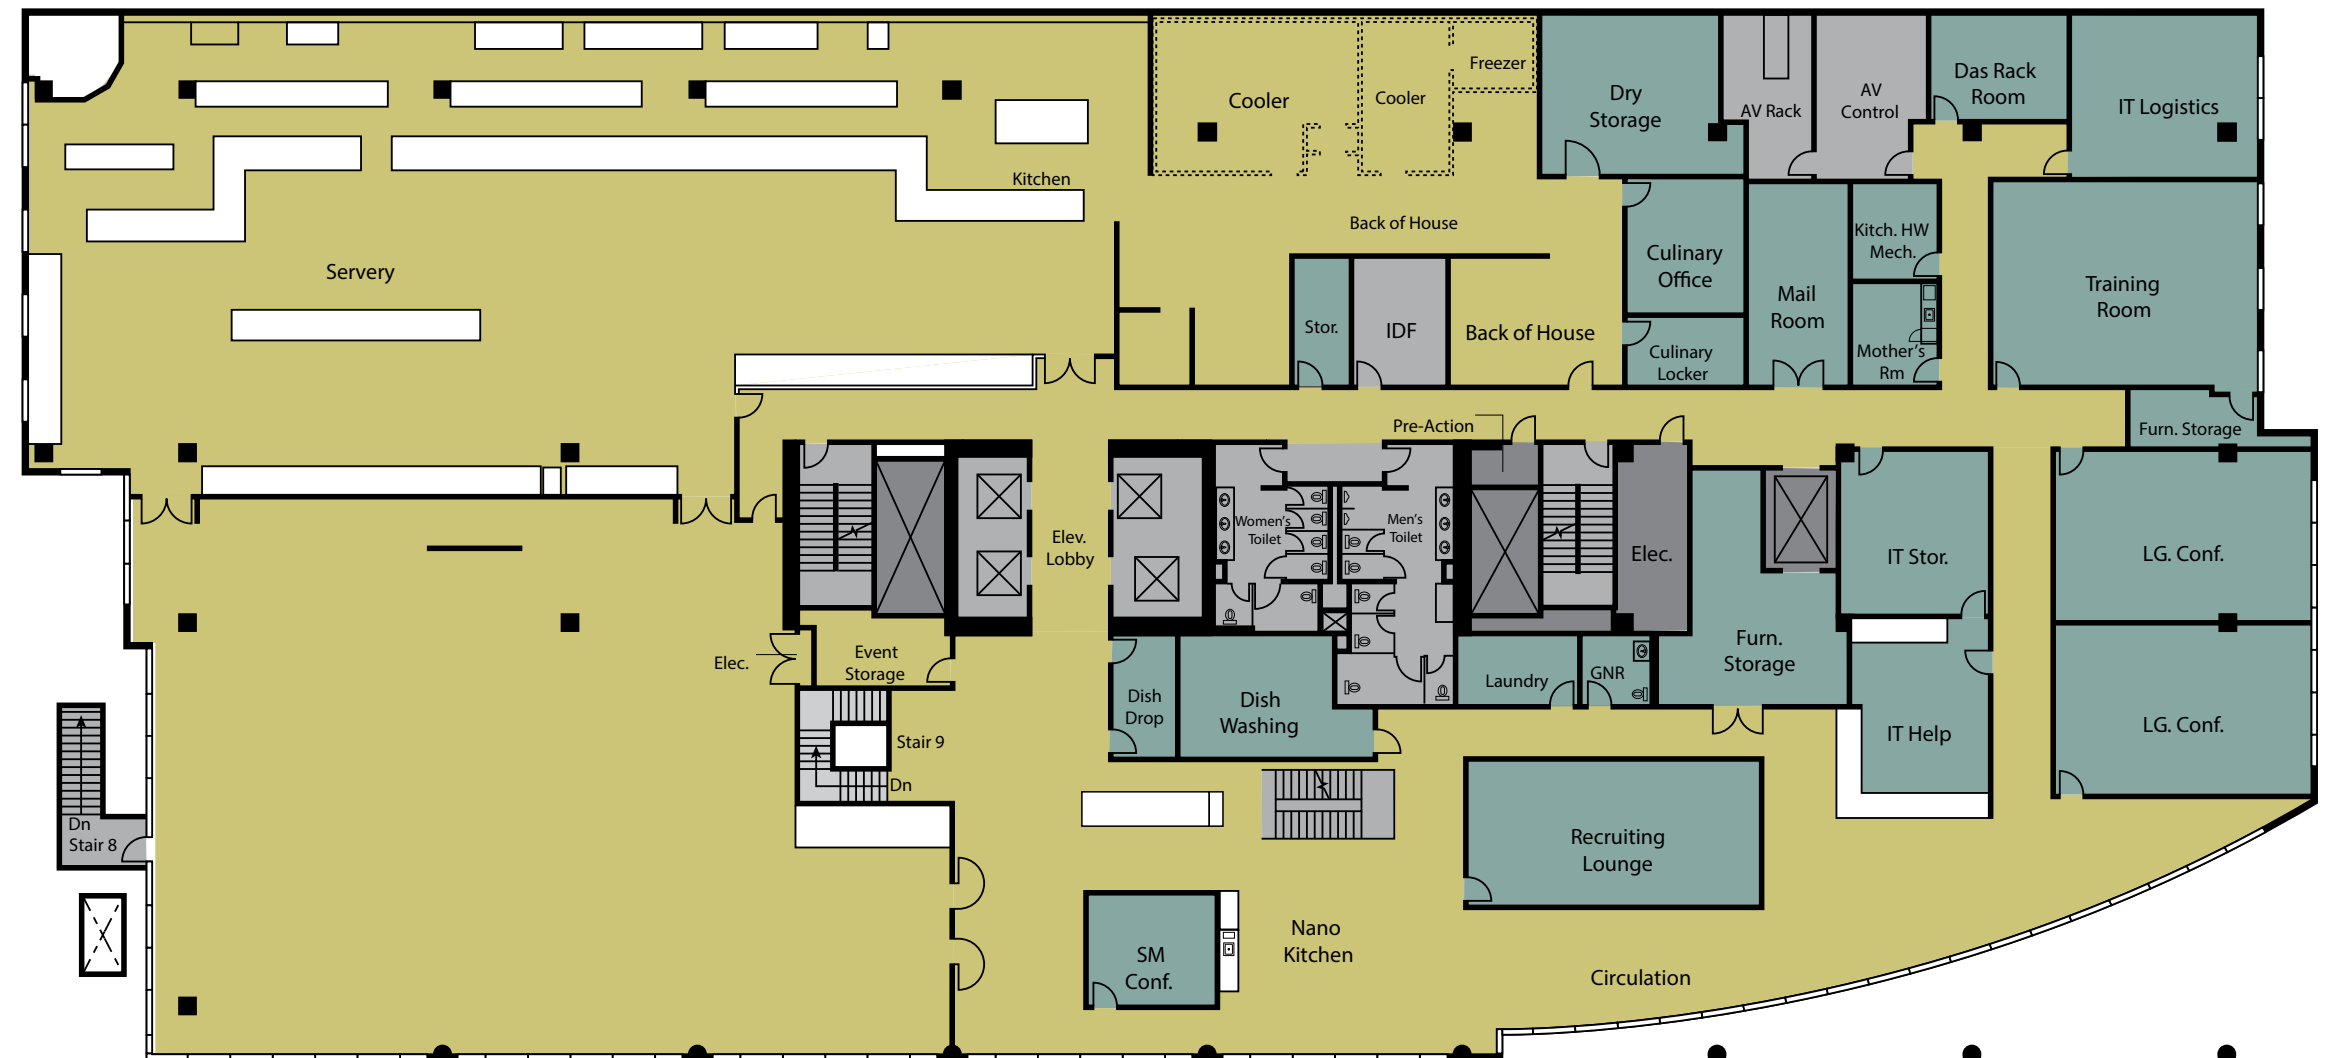 Cooler
Cooler
Freezer
Dry
Storage
AV Rack
AV
Control
Das Rack
Room
IT Logistics
Kitchen
Back of House
Servery
Culinary
Office
Kitch. HW
Mech.
Mail
Room
Training
Room
Stor.
IDF
Back of House
Culinary
Locker
Mother's
Rm
Pre-Action
Furn. Storage
Elev.
Lobby
Women's
Toilet
Men's
Toilet
Elec.
IT Stor.
LG. Conf.
Elec.
Event
Storage
Furn.
Storage
Dish
Drop
Dish
Washing
Laundry
GNR
IT Help
LG. Conf.
Stair 9
Dn
Dn
Stair 8
Recruiting
Lounge
SM
Conf.
Nano
Kitchen
Circulation